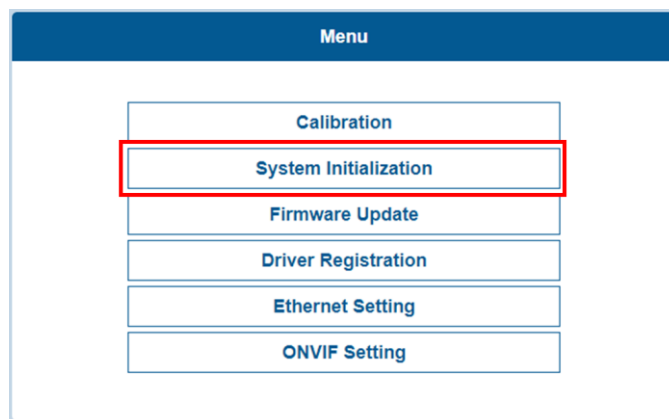 Menu
Calibration
System Initialization
Firmware Update
Driver Registration
Ethernet Setting
ONVIF Setting